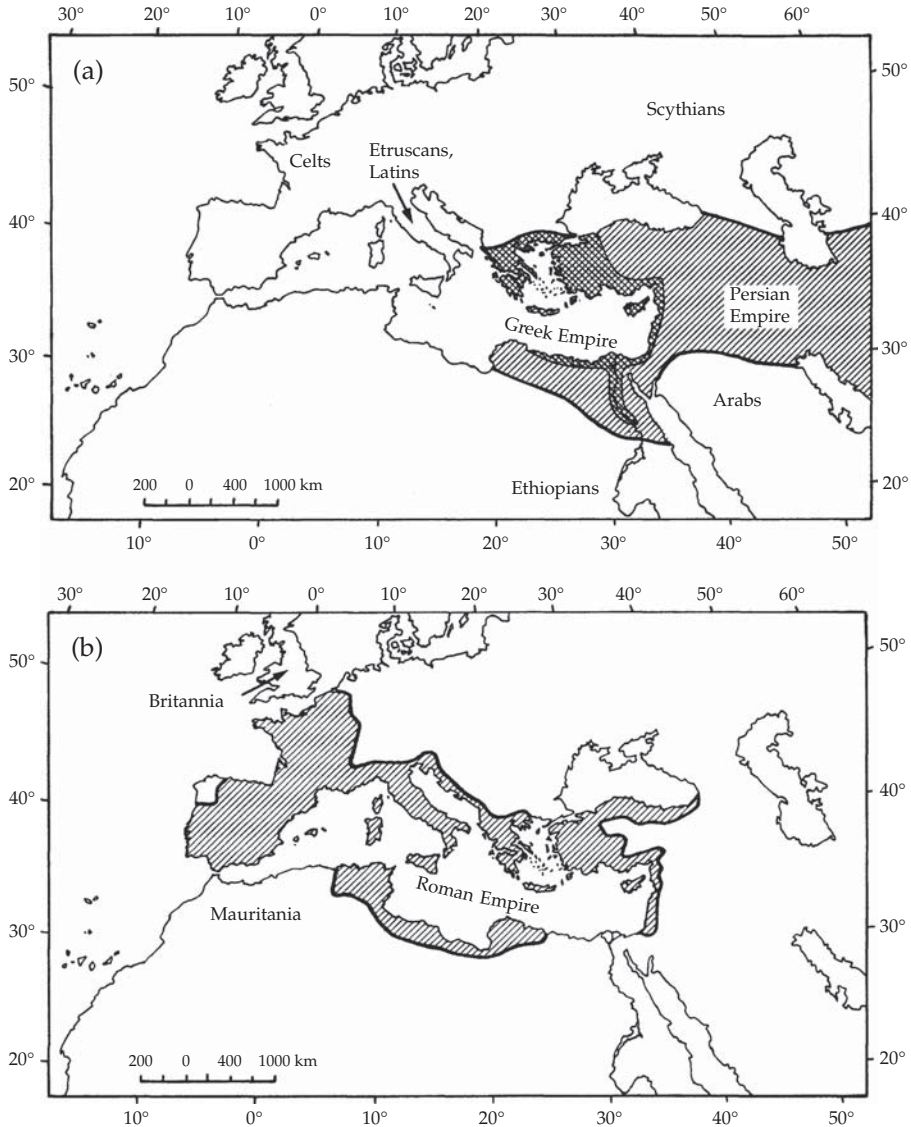 30° 20° 10° 0° 10° 20° 30° 40° 50° 60°
(a)
50° 50°
Scythians
Etruscans,
Latins
Celts
40° 40°
Persian
Empire
Greek Empire
30° 30°
Arabs
200 0 400 1000 km
20° Ethiopians 20°
10° 0° 10° 20° 30° 40° 50°
30° 20° 10° 0° 10° 20° 30° 40° 50° 60°
(b)
50° 50°
Britannia
40° 40°
Roman Empire
Mauritania
30° 30°
200 0 400 1000 km
20° 20°
10° 0° 10° 20° 30° 40° 50°